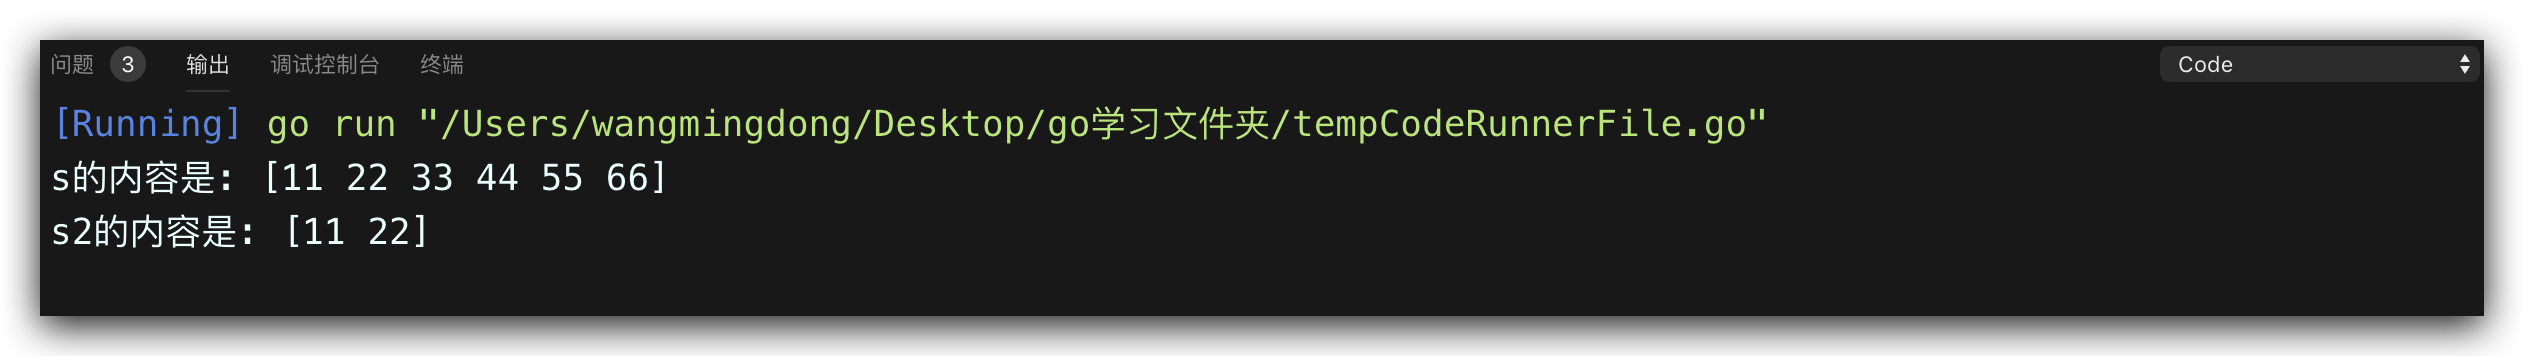 问题 3 输出 调试控制台 终端 Code
[Running] go run "/Users/wangmingdong/Desktop/go学习文件夹/tempCodeRunnerFile.go"
s的内容是: [11 22 33 44 55 66]
s2的内容是: [11 22]